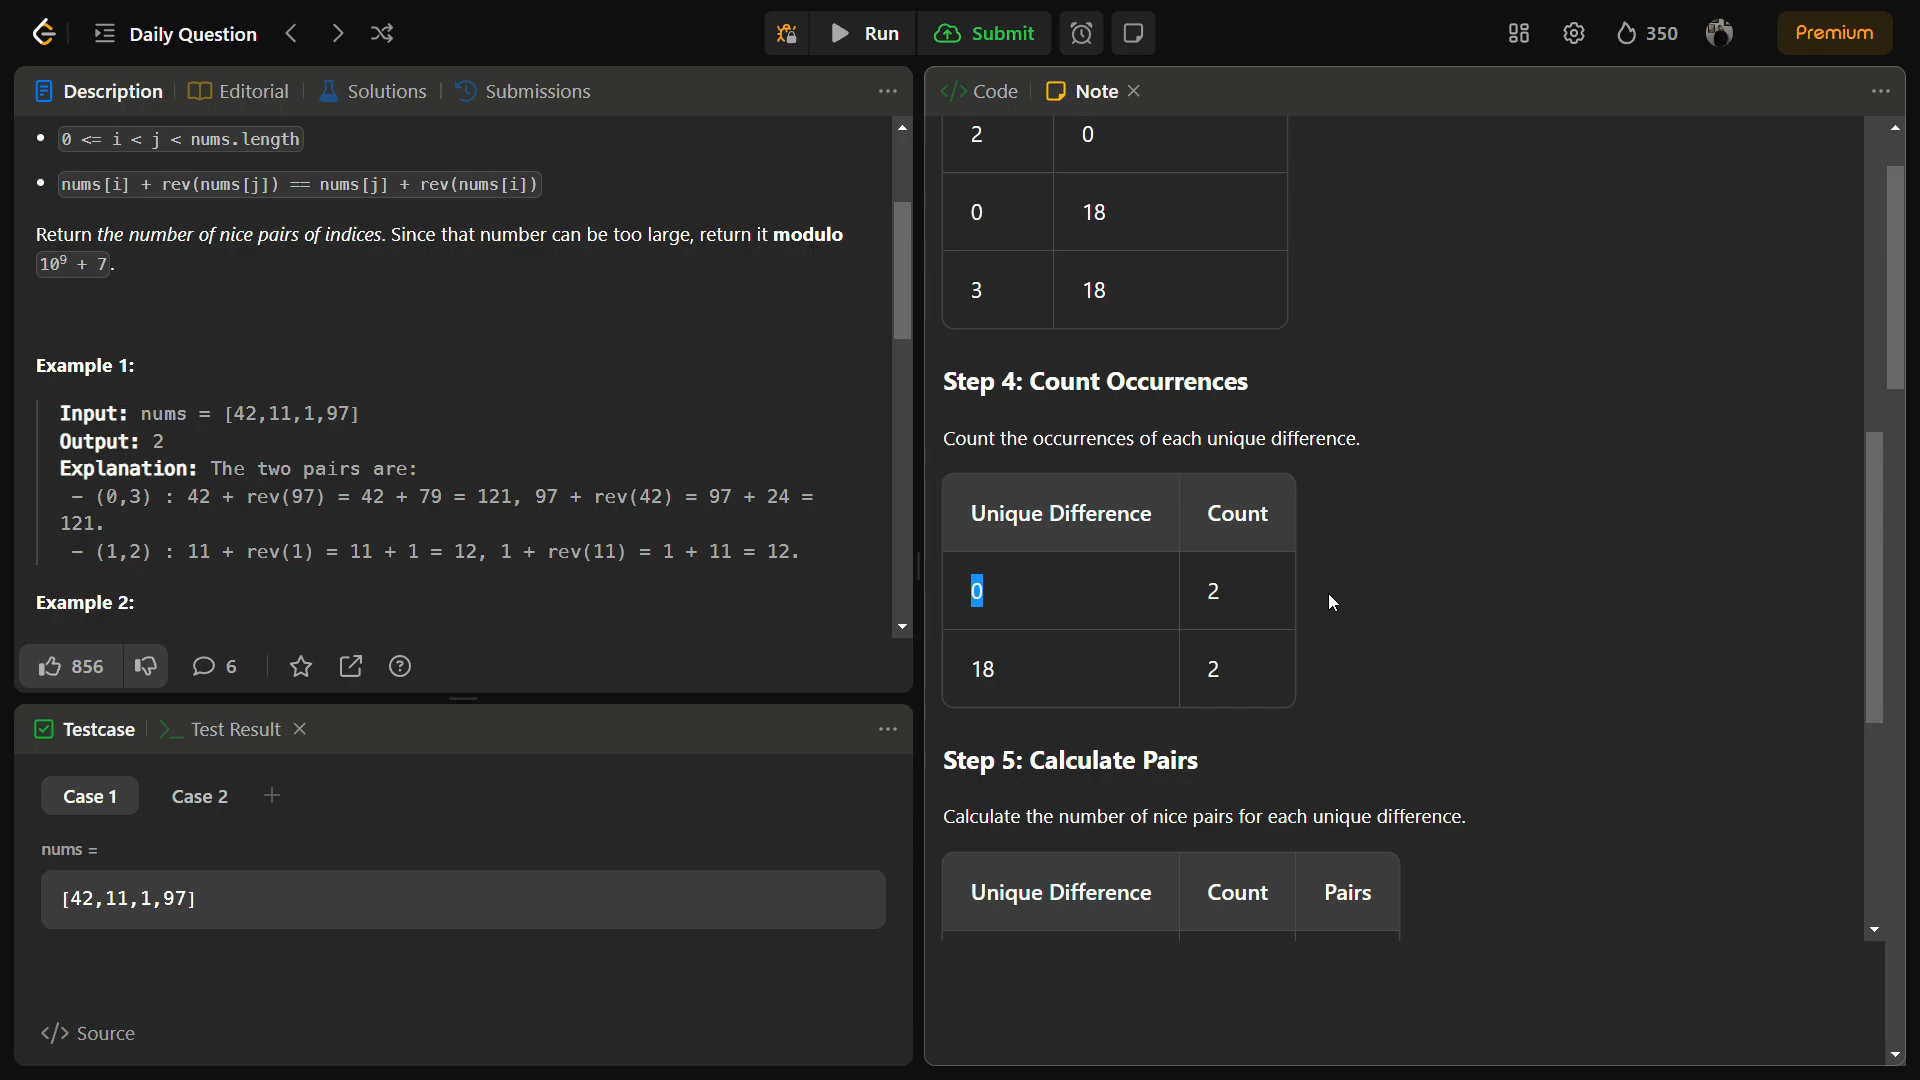 Daily Question
Run
Submit
350
Premium
Description
Editorial
Solutions
Submissions
0 <= i < j < nums.length
nums[i] + rev(nums[j]) == nums[j] + rev(nums[i])
Return the number of nice pairs of indices. Since that number can be too large, return it modulo
10⁹ + 7.
Example 1:
Input: nums = [42,11,1,97]
Output: 2
Explanation: The two pairs are:
- (0,3) : 42 + rev(97) = 42 + 79 = 121, 97 + rev(42) = 97 + 24 =
121.
- (1,2) : 11 + rev(1) = 11 + 1 = 12, 1 + rev(11) = 1 + 11 = 12.
Example 2:
856
6
Testcase
Test Result
Case 1
Case 2
nums =
[42,11,1,97]
</> Source
</> Code
Note
2 0
0 18
3 18
Step 4: Count Occurrences
Count the occurrences of each unique difference.
Unique Difference Count
0 2
18 2
Step 5: Calculate Pairs
Calculate the number of nice pairs for each unique difference.
Unique Difference Count Pairs